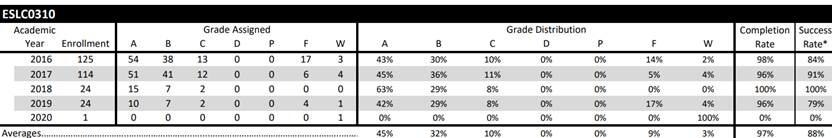 ESLC0310
Academic Grade Assigned Grade Distribution Completion Success
Year Enrollment A B C D P F W A B C D P F W Rate Rate*
2016 125 54 38 13 0 0 17 3 43% 30% 10% 0% 0% 14% 2% 98% 84%
2017 114 51 41 12 0 0 6 4 45% 36% 11% 0% 0% 5% 4% 96% 91%
2018 24 15 7 2 0 0 0 0 63% 29% 8% 0% 0% 0% 0% 100% 100%
2019 24 10 7 2 0 0 4 1 42% 29% 8% 0% 0% 17% 4% 96% 79%
2020 1 0 0 0 0 0 0 1 0% 0% 0% 0% 0% 0% 100% 0% 0%
Averages.......................................................................................... 45% 32% 10% 0% 0% 9% 3% 97% 88%